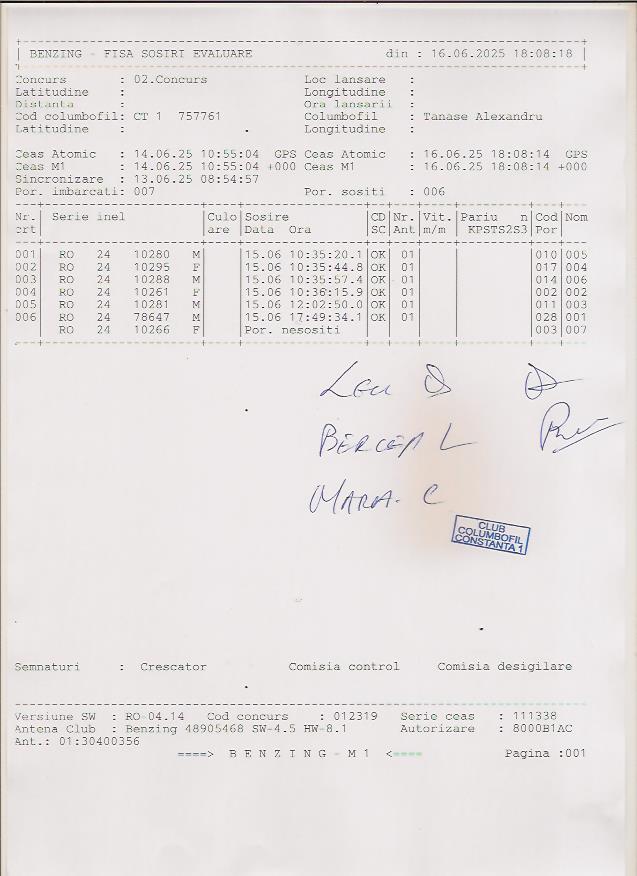 BENZING - FISA SOSIRI EVALUARE din : 16.06.2025 18:08:18
Concurs : 02.Concurs Loc lansare :
Latitudine : Longitudine :
Distanta : Ora lansarii :
Cod columbofil: CT 1 757761 Columbofil : Tanase Alexandru
Latitudine : Longitudine :
Ceas Atomic : 14.06.25 10:55:04 GPS Ceas Atomic : 16.06.25 18:08:14 GPS
Ceas M1 : 14.06.25 10:55:04 +000 Ceas M1 : 16.06.25 18:08:14 +000
Sincronizare : 13.06.25 08:54:57
Por. imbarcati: 007 Por. sositi : 006
Nr. Serie inel Culo Sosire CD Nr. Vit. Pariu n Cod Nom
crt are Data Ora SC Ant m/m KPSTS2S3 Por
001 RO 24 10280 M 15.06 10:35:20.1 OK 01 010 005
002 RO 24 10295 F 15.06 10:35:44.8 OK 01 017 004
003 RO 24 10288 M 15.06 10:35:57.4 OK 01 014 006
004 RO 24 10261 F 15.06 10:36:15.9 OK 01 002 002
005 RO 24 10281 M 15.06 12:02:50.0 OK 01 011 003
006 RO 24 78647 M 15.06 17:49:34.1 OK 01 028 001
RO 24 10266 F Por. nesositi 003 007
LEU
BERCEA L
MARA. C
CLUB
COLUMBOFIL
CONSTANTA 1
Semnaturi : Crescator Comisia control Comisia desigilare
Versiune SW : RO-04.14 Cod concurs : 012319 Serie ceas : 111338
Antena Club : Benzing 48905468 SW-4.5 HW-8.1 Autorizare : 8000B1AC
Ant.: 01:30400356
====> B E N Z I N G - M 1 <==== Pagina :001